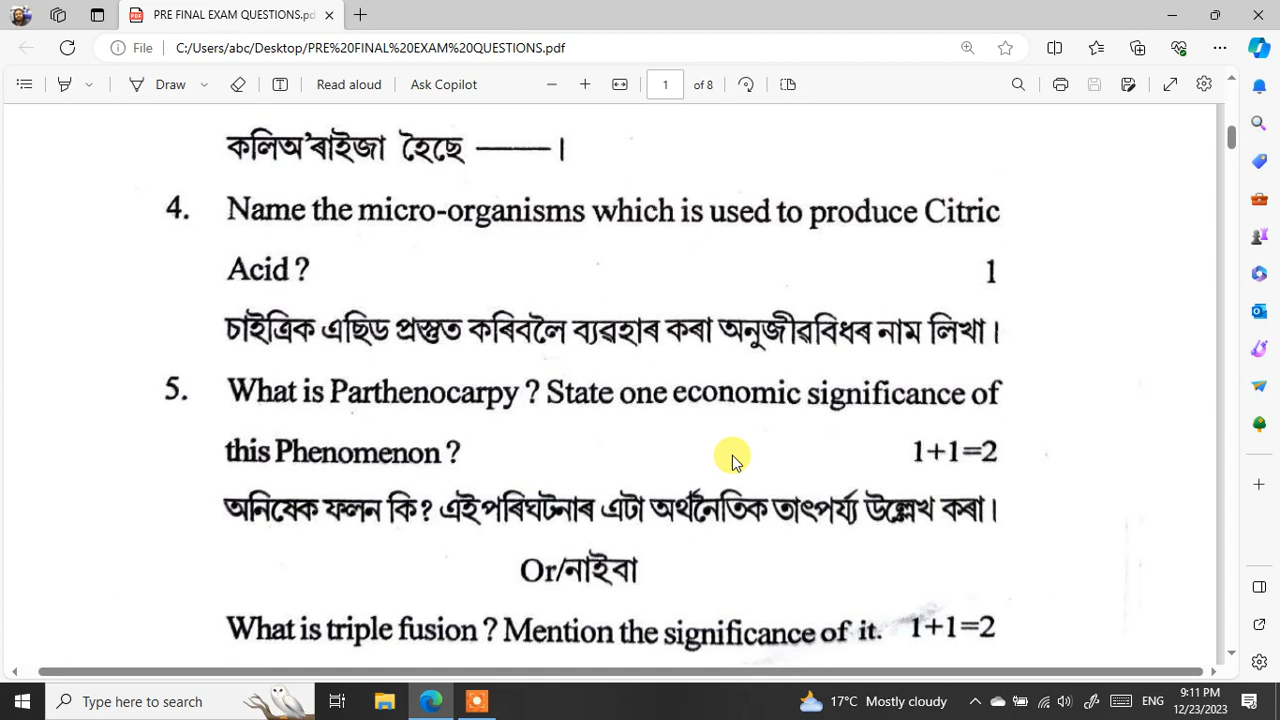 PRE FINAL EXAM QUESTIONS.pd
File C:/Users/abc/Desktop/PRE%20FINAL%20EXAM%20QUESTIONS.pdf
Draw Read aloud Ask Copilot 1 of 8
কলিঅ'ৰাইজা হৈছে ——— ।
4. Name the micro-organisms which is used to produce Citric
Acid ? 1
চাইত্ৰিক এছিড প্ৰস্তুত কৰিবলৈ ব্যৱহাৰ কৰা অনুজীৱবিধৰ নাম লিখা।
5. What is Parthenocarpy ? State one economic significance of
this Phenomenon ? 1+1=2
অনিষেক ফলন কি? এই পৰিঘটনাৰ এটা অৰ্থনৈতিক তাৎপৰ্য্য উল্লেখ কৰা।
Or/নাইবা
What is triple fusion ? Mention the significance of it. 1+1=2
Type here to search 17°C Mostly cloudy ENG 9:11 PM
12/23/2023